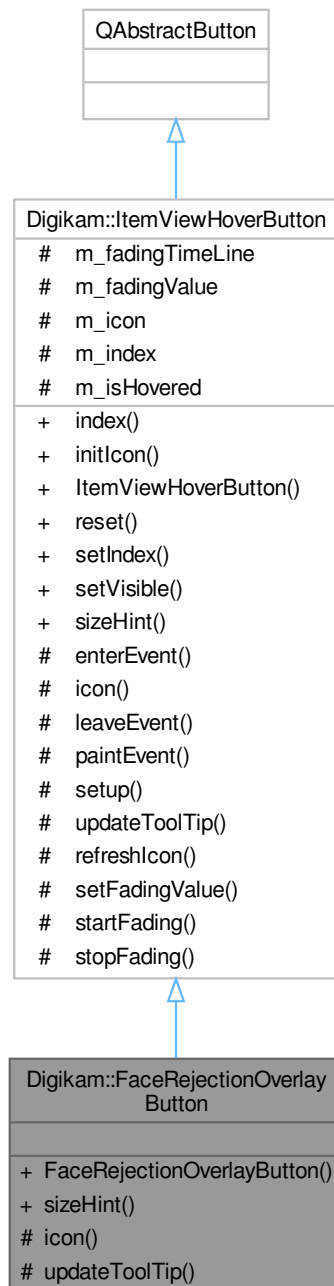 QAbstractButton
Digikam::ItemViewHoverButton
# m_fadingTimeLine
# m_fadingValue
# m_icon
# m_index
# m_isHovered
+ index()
+ initIcon()
+ ItemViewHoverButton()
+ reset()
+ setIndex()
+ setVisible()
+ sizeHint()
# enterEvent()
# icon()
# leaveEvent()
# paintEvent()
# setup()
# updateToolTip()
# refreshIcon()
# setFadingValue()
# startFading()
# stopFading()
Digikam::FaceRejectionOverlay
Button
+ FaceRejectionOverlayButton()
+ sizeHint()
# icon()
# updateToolTip()